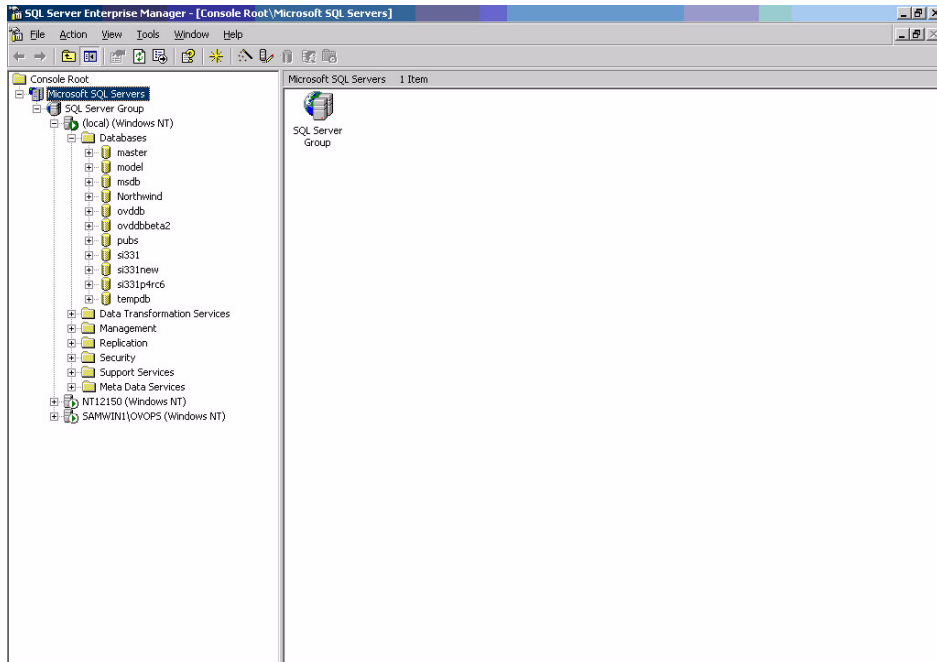 SQL Server Enterprise Manager - [Console Root\Microsoft SQL Servers]
File Action View Tools Window Help
Console Root
Microsoft SQL Servers
SQL Server Group
(local) (Windows NT)
Databases
master
model
msdb
Northwind
ovddb
ovddbbeta2
pubs
si331
si331new
si331p4rc6
tempdb
Data Transformation Services
Management
Replication
Security
Support Services
Meta Data Services
NT12150 (Windows NT)
SAMWIN1\OVOPS (Windows NT)
Microsoft SQL Servers 1 Item
SQL Server
Group